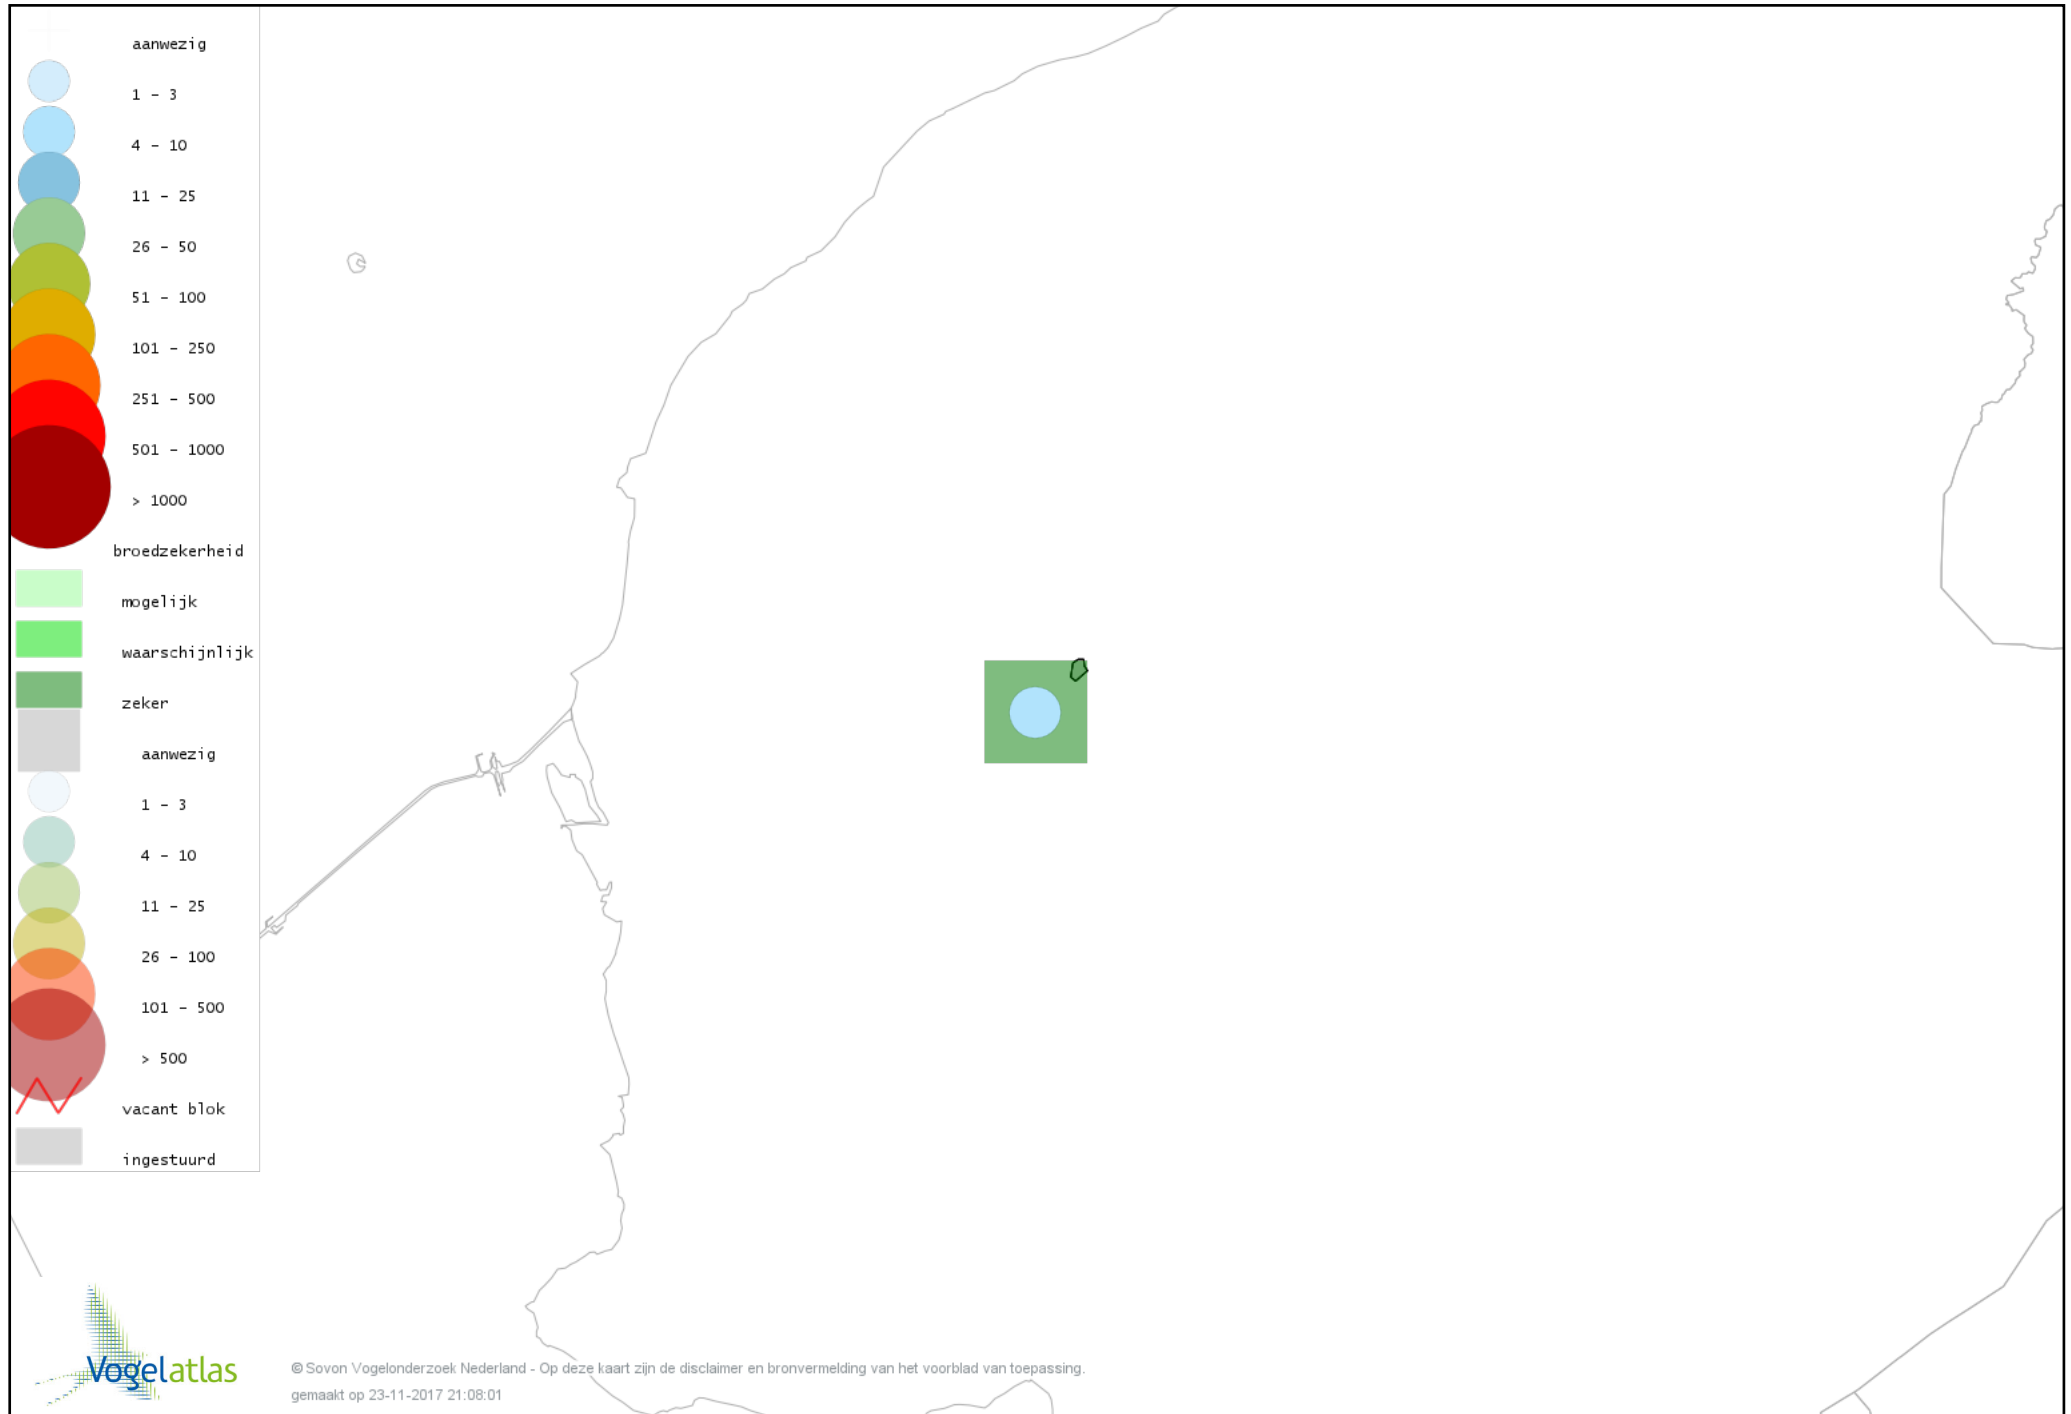 aanwezig
1 - 3
4 - 10
11 - 25
26 - 50
51 - 100
101 - 250
251 - 500
501 - 1000
> 1000
broedzekerheid
mogelijk
waarschijnlijk
zeker
aanwezig
1 - 3
4 - 10
11 - 25
26 - 100
101 - 500
> 500
vacant blok
ingestuurd
Vogelatlas
© Sovon Vogelonderzoek Nederland - Op deze kaart zijn de disclaimer en bronvermelding van het voorblad van toepassing.
gemaakt op 23-11-2017 21:08:01